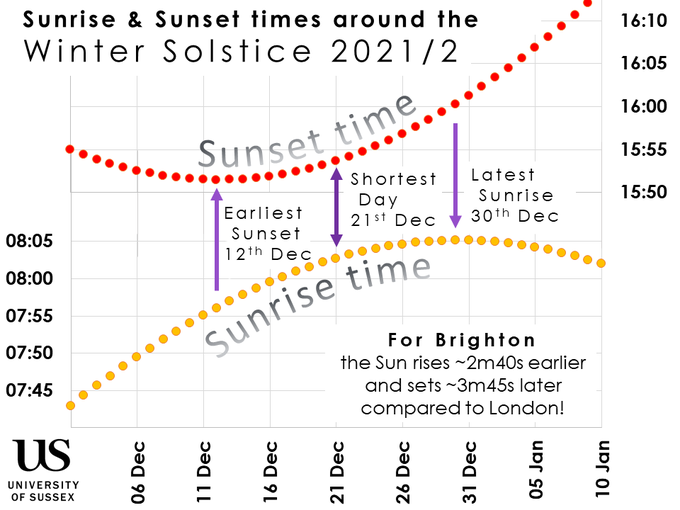 Sunrise & Sunset times around the
Winter Solstice 2021/2
16:10
16:05
16:00
15:55
15:50
Sunset time
Earliest
Sunset
12th Dec
Shortest
Day
21st Dec
Latest
Sunrise
30th Dec
08:05
08:00
07:55
07:50
07:45
Sunrise time
For Brighton
the Sun rises ~2m40s earlier
and sets ~3m45s later
compared to London!
06 Dec
11 Dec
16 Dec
21 Dec
26 Dec
31 Dec
05 Jan
10 Jan
US
UNIVERSITY
OF SUSSEX